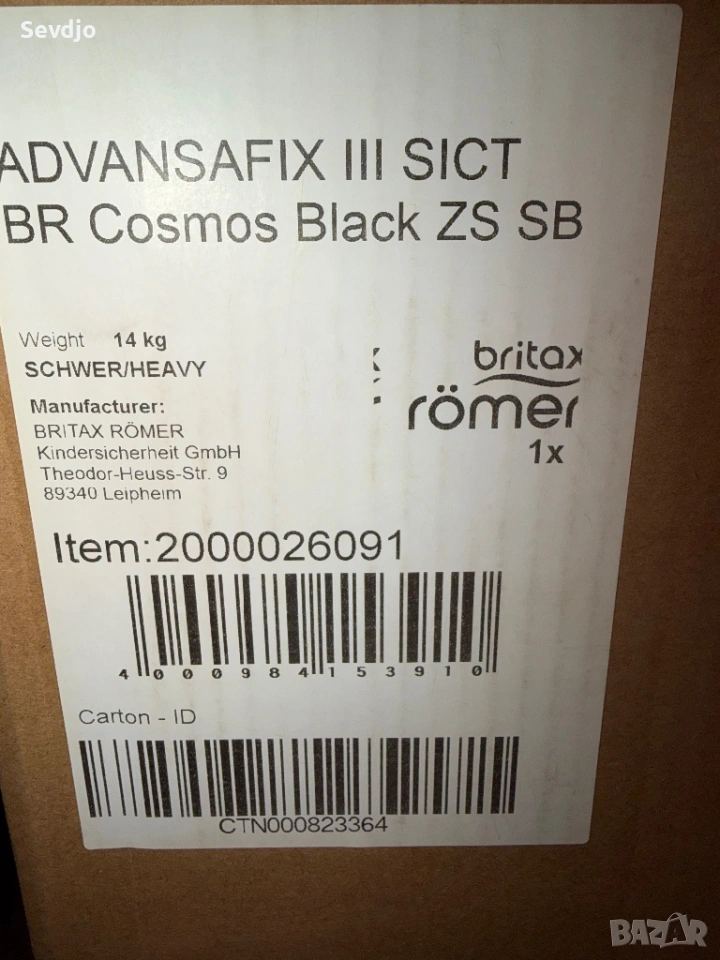 Sevdjo
ADVANSAFIX III SICT
BR Cosmos Black ZS SB
Weight 14 kg
SCHWER/HEAVY
britax
römer
1x
Manufacturer:
BRITAX RÖMER
Kindersicherheit GmbH
Theodor-Heuss-Str. 9
89340 Leipheim
Item:2000026091
4 000984 153910
Carton - ID
CTN000823364
BAZAR